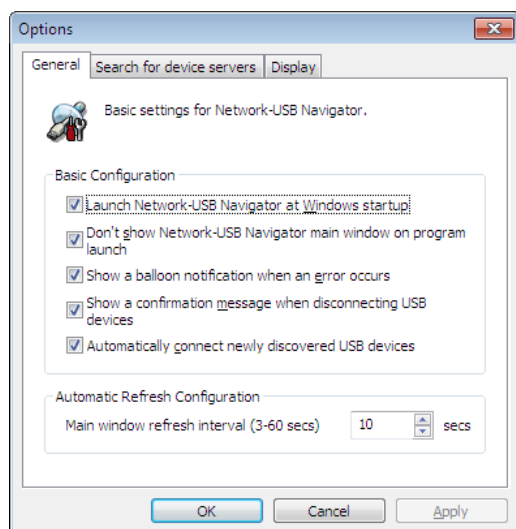 Options
General Search for device servers Display
Basic settings for Network-USB Navigator.
Basic Configuration
Launch Network-USB Navigator at Windows startup
Don't show Network-USB Navigator main window on program
launch
Show a balloon notification when an error occurs
Show a confirmation message when disconnecting USB
devices
Automatically connect newly discovered USB devices
Automatic Refresh Configuration
Main window refresh interval (3-60 secs) 10 secs
OK Cancel Apply